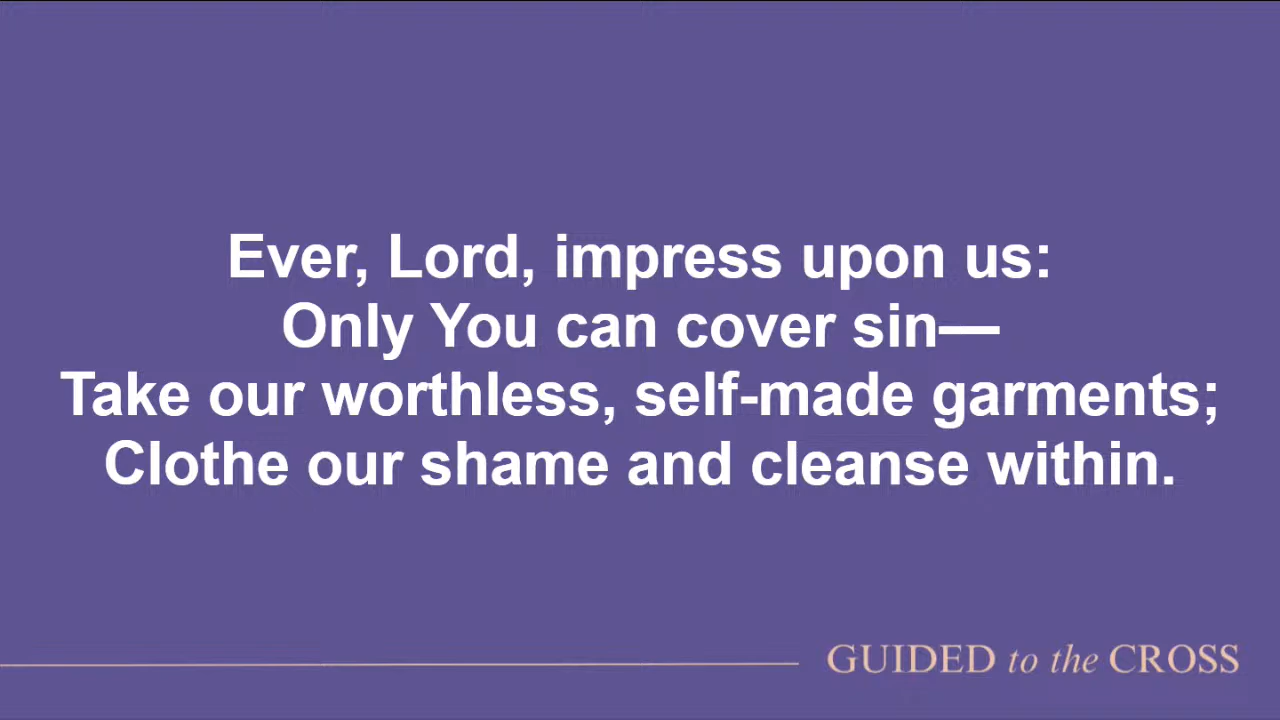 Ever, Lord, impress upon us:
Only You can cover sin—
Take our worthless, self-made garments;
Clothe our shame and cleanse within.
GUIDED to the CROSS